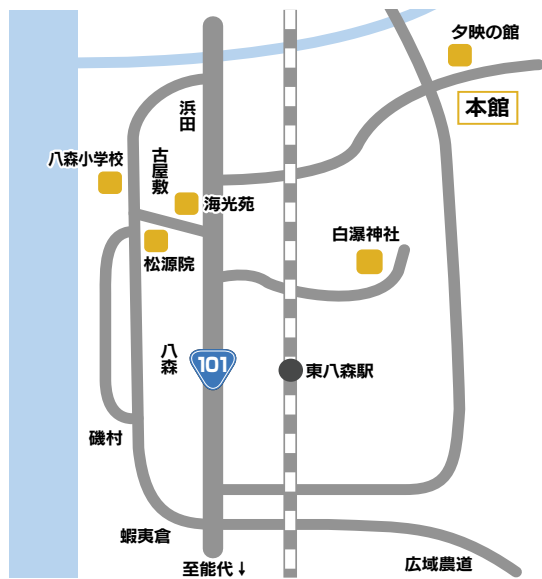 夕映の館
本館
浜田
八森小学校
古屋敷
海光苑
白瀑神社
松源院
八森
101
東八森駅
磯村
蝦夷倉
広域農道
至能代↓